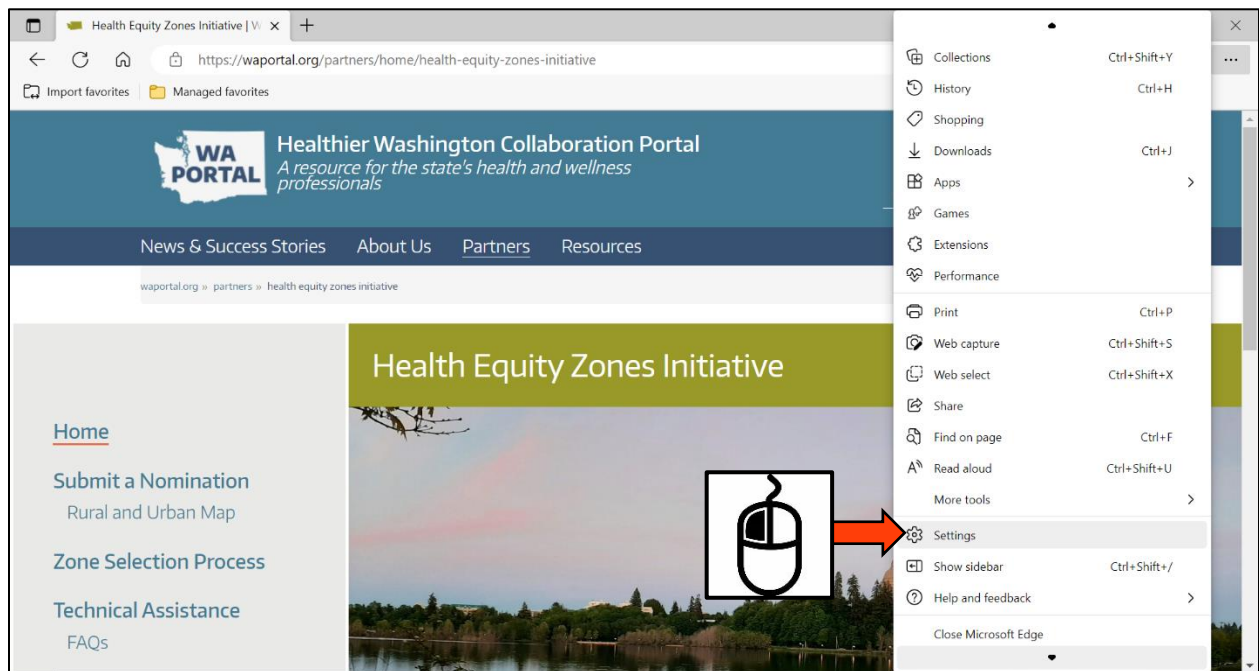 Health Equity Zones Initiative | W
https://waportal.org/partners/home/health-equity-zones-initiative
Import favorites
Managed favorites
WA
PORTAL
Healthier Washington Collaboration Portal
A resource for the state's health and wellness
professionals
News & Success Stories About Us Partners Resources
waportal.org » partners » health equity zones initiative
Health Equity Zones Initiative
Home
Submit a Nomination
Rural and Urban Map
Zone Selection Process
Technical Assistance
FAQs
Collections Ctrl+Shift+Y
History Ctrl+H
Shopping
Downloads Ctrl+J
Apps
Games
Extensions
Performance
Print Ctrl+P
Web capture Ctrl+Shift+S
Web select Ctrl+Shift+X
Share
Find on page Ctrl+F
Read aloud Ctrl+Shift+U
More tools
Settings
Show sidebar Ctrl+Shift+/
Help and feedback
Close Microsoft Edge